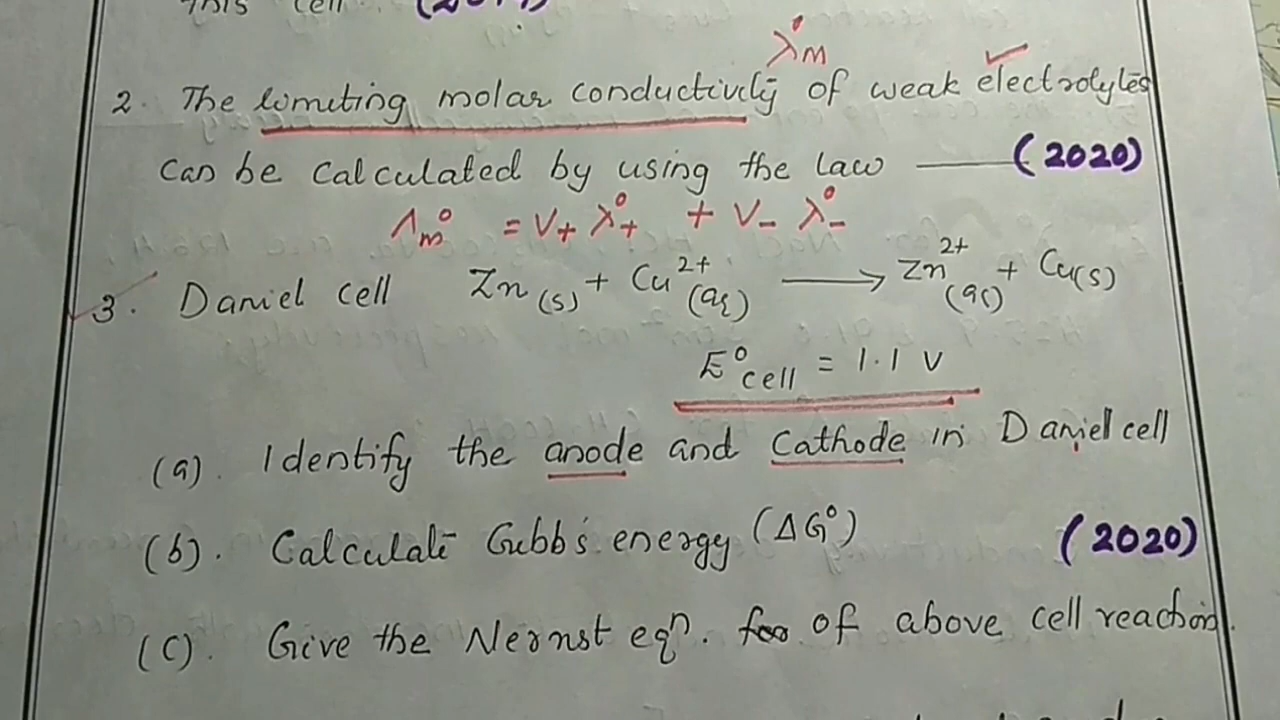 this cell.
λ°m
2. The limiting molar conductivity of weak electrolytes
can be calculated by using the law —— (2020)
Λ°m = V+ λ°+ + V- λ°-
3. Daniel cell Zn(s) + Cu2+(aq) ⟶ Zn2+(aq) + Cu(s)
E°cell = 1.1 V
(a). Identify the anode and Cathode in Daniel cell
(b). Calculate Gibb's energy (ΔG°) (2020)
(C). Give the Nernst eqn. of above cell reaction.